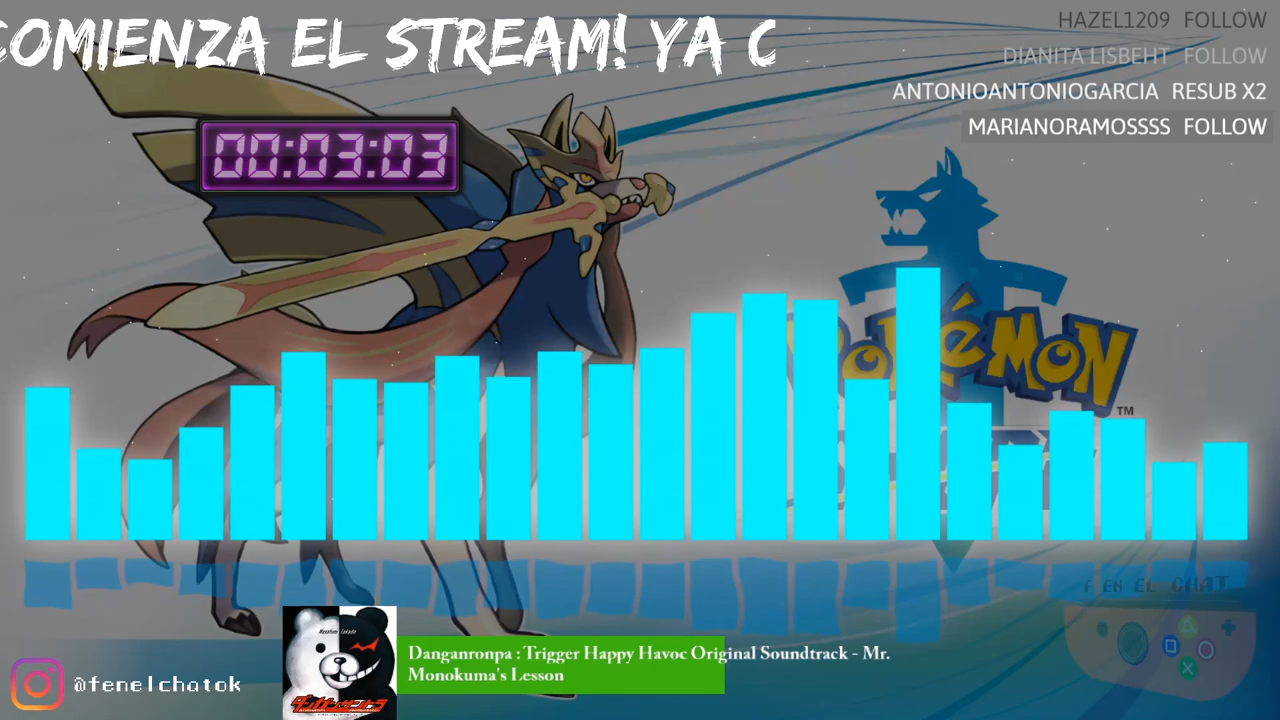 COMIENZA EL STREAM! YA C
HAZEL1209 FOLLOW
DIANITA LISBEHT FOLLOW
ANTONIOANTONIOGARCIA RESUB X2
MARIANORAMOSSSS FOLLOW
00:03:03
POKéMON
TM
F EN EL CHAT
Danganronpa : Trigger Happy Havoc Original Soundtrack - Mr.
Monokuma's Lesson
@fenelchatok